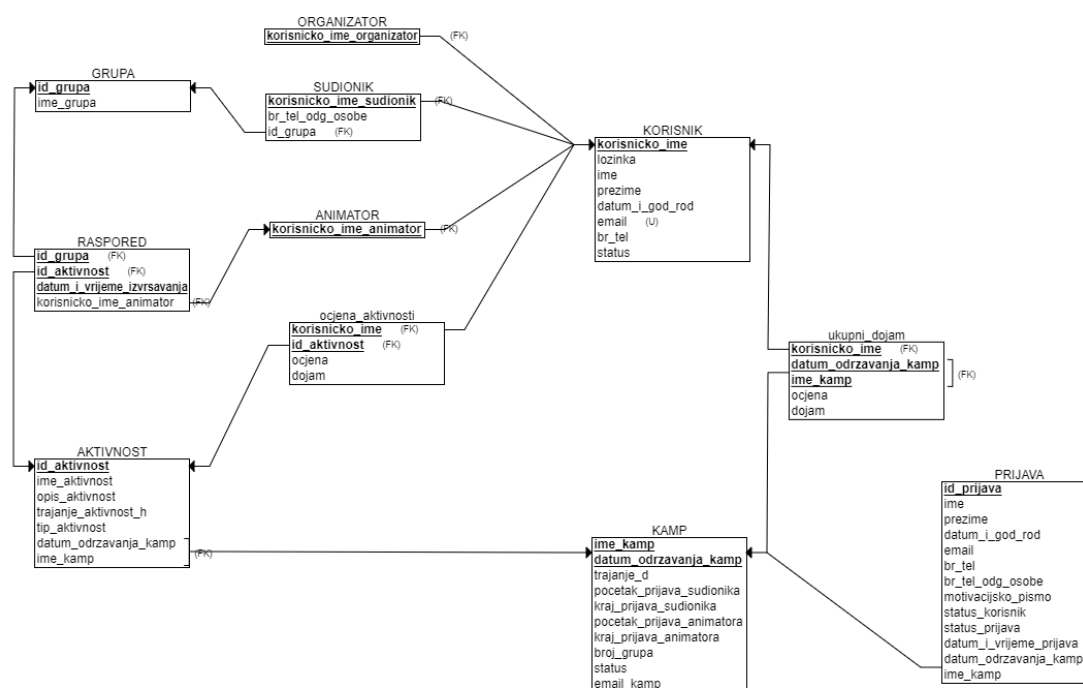 ORGANIZATOR
korisnicko_ime_organizator (FK)
GRUPA
id_grupa
ime_grupa
SUDIONIK
korisnicko_ime_sudionik (FK)
br_tel_odg_osobe
id_grupa (FK)
KORISNIK
korisnicko_ime
lozinka
ime
prezime
datum_i_god_rod
email (U)
br_tel
status
ANIMATOR
korisnicko_ime_animator (FK)
RASPORED
id_grupa (FK)
id_aktivnost (FK)
datum_i_vrijeme_izvrsavanja
korisnicko_ime_animator (FK)
ocjena_aktivnosti
korisnicko_ime (FK)
id_aktivnost (FK)
ocjena
dojam
ukupni_dojam
korisnicko_ime (FK)
datum_odrzavanja_kamp
ime_kamp
(FK)
ocjena
dojam
AKTIVNOST
id_aktivnost
ime_aktivnost
opis_aktivnost
trajanje_aktivnost_h
tip_aktivnost
datum_odrzavanja_kamp
ime_kamp
(FK)
KAMP
ime_kamp
datum_odrzavanja_kamp
trajanje_d
pocetak_prijava_sudionika
kraj_prijava_sudionika
pocetak_prijava_animatora
kraj_prijava_animatora
broj_grupa
status
email_kamp
PRIJAVA
id_prijava
ime
prezime
datum_i_god_rod
email
br_tel
br_tel_odg_osobe
motivacijsko_pismo
status_korisnik
status_prijava
datum_i_vrijeme_prijava
datum_odrzavanja_kamp
ime_kamp